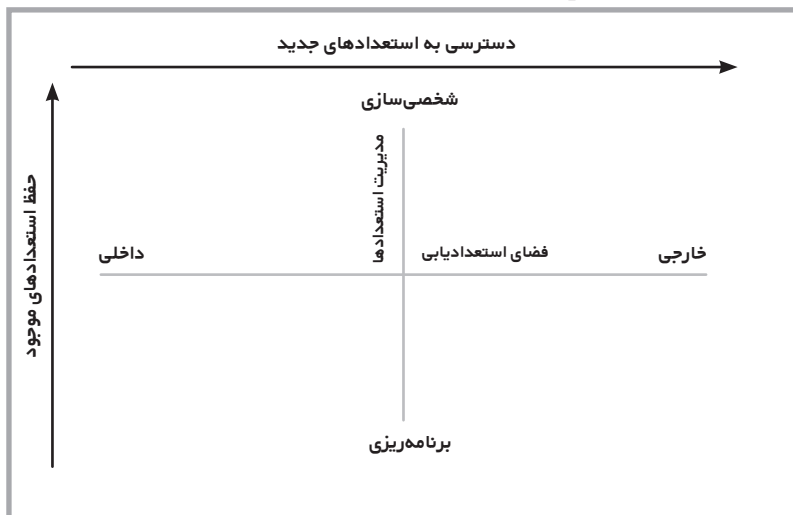 دسترسی به استعدادهای جدید
شخصی‌سازی
مدیریت استعدادها
حفظ استعدادهای موجود
خارجی
فضای استعدادیابی
داخلی
برنامه‌ریزی